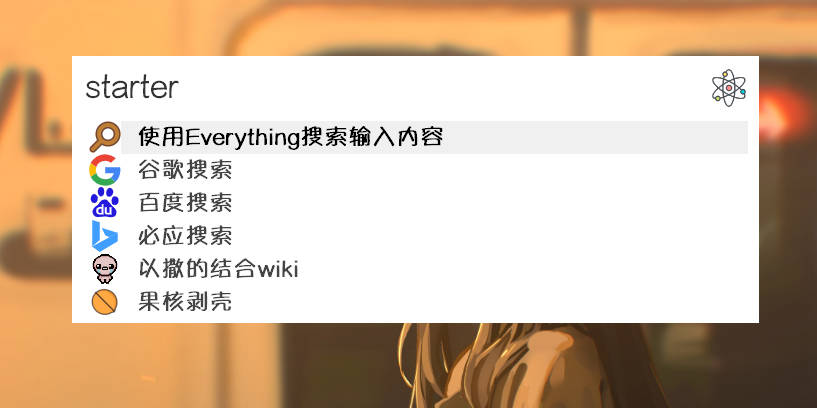 starter
使用Everything搜索输入内容
谷歌搜索
du
百度搜索
必应搜索
以撒的结合wiki
果核剥壳